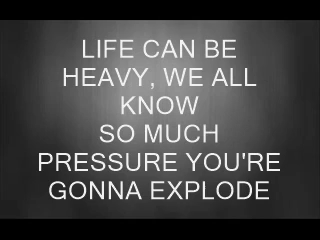 LIFE CAN BE
HEAVY, WE ALL
KNOW
SO MUCH
PRESSURE YOU'RE
GONNA EXPLODE